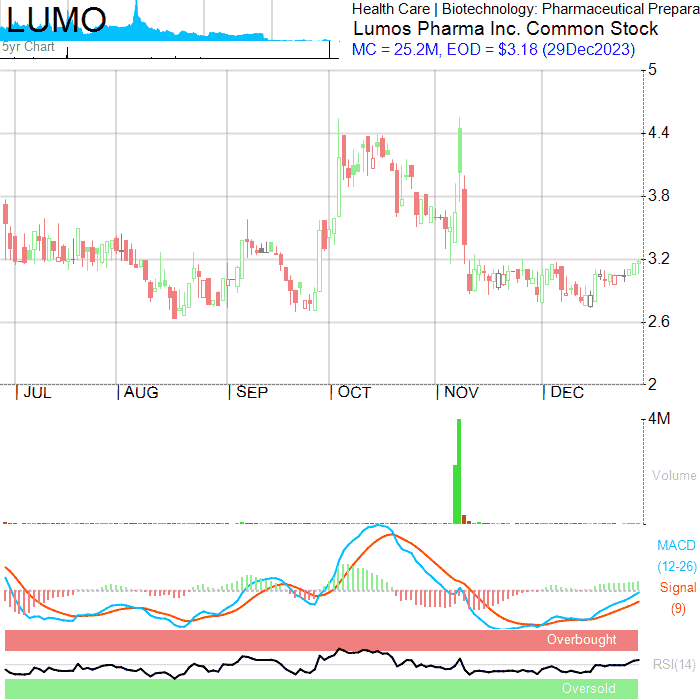 LUMO
Health Care | Biotechnology: Pharmaceutical Prepara
Lumos Pharma Inc. Common Stock
MC = 25.2M, EOD = $3.18 (29Dec2023)
5yr Chart
5
4.4
3.8
3.2
2.6
2
JUL AUG SEP OCT NOV DEC
4M
Volume
MACD
(12-26)
Signal
(9)
Overbought
RSI(14)
Oversold